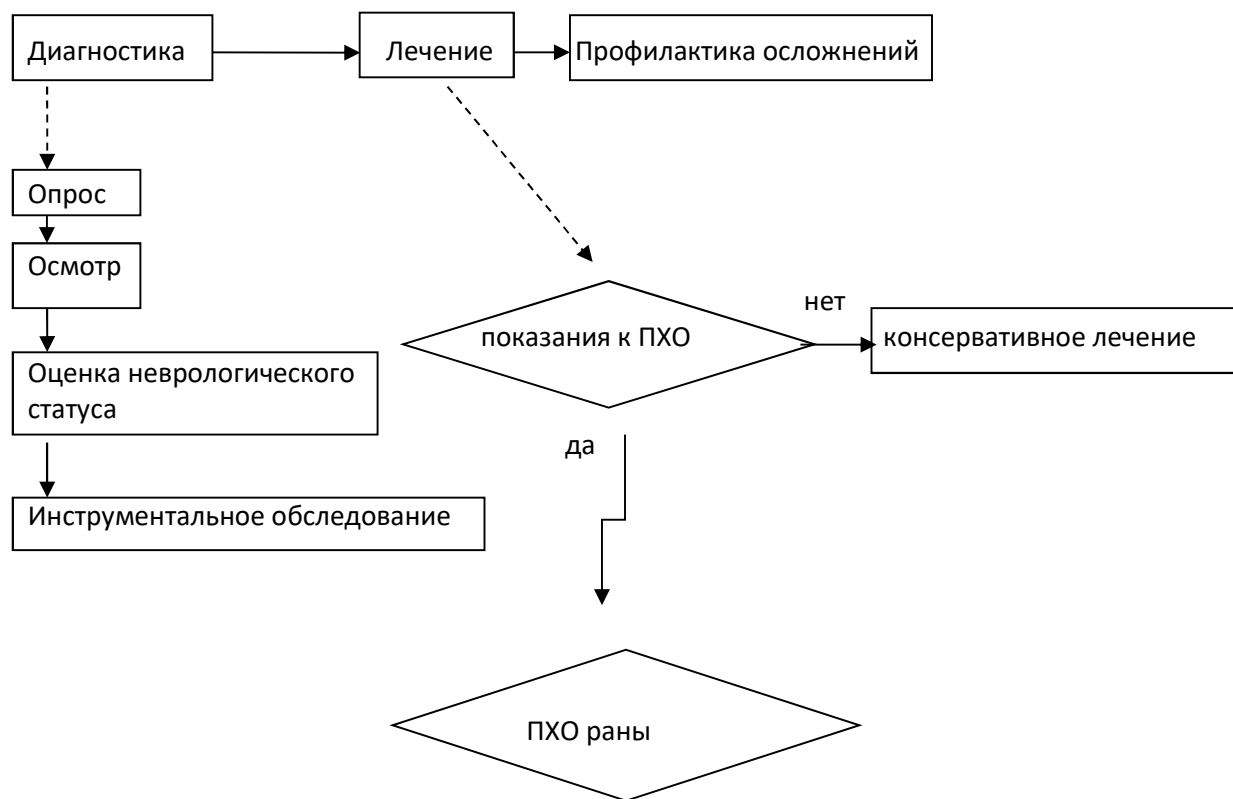 Диагностика
Лечение
Профилактика осложнений
Опрос
Осмотр
нет
показания к ПХО
консервативное лечение
Оценка неврологического
статуса
да
Инструментальное обследование
ПХО раны